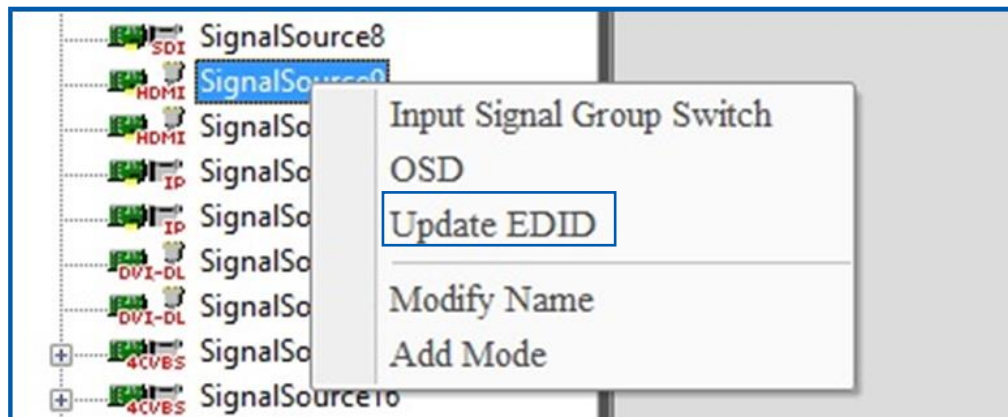 SDI SignalSource8
HDMI SignalSource9
HDMI SignalSo
IP SignalSo
IP SignalSo
DVI-DL SignalSo
DVI-DL SignalSo
4CVBS SignalSo
4CVBS SignalSource16
Input Signal Group Switch
OSD
Update EDID
Modify Name
Add Mode